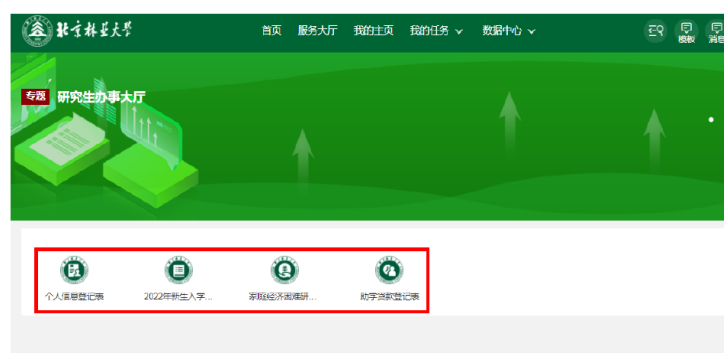 北京林业大学 首页 服务大厅 我的主页 我的任务 数据中心 模板 消息
专题 研究生办事大厅
个人信息登记表 2022年新生入学... 家庭经济困难研... 助学贷款登记表